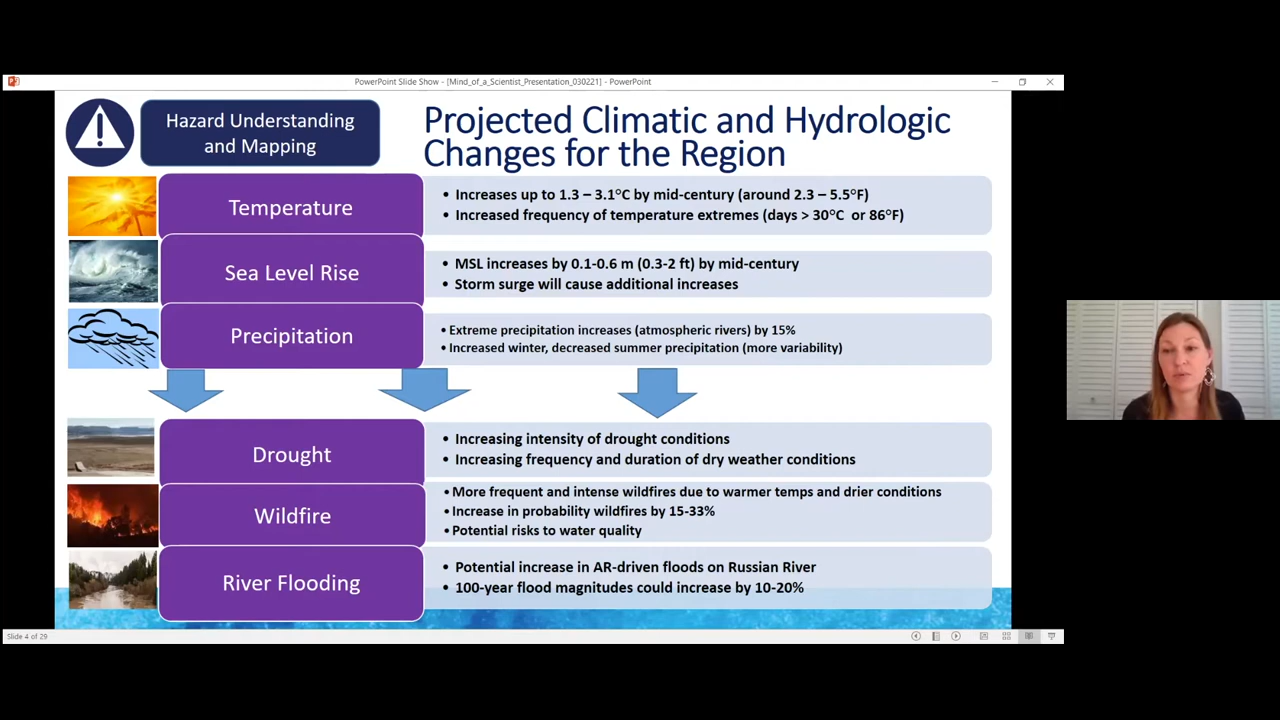 PowerPoint Slide Show - [Mind_of_a_Scientist_Presentation_030221] - PowerPoint
Hazard Understanding
and Mapping
Projected Climatic and Hydrologic
Changes for the Region
Temperature
• Increases up to 1.3 – 3.1°C by mid-century (around 2.3 – 5.5°F)
• Increased frequency of temperature extremes (days > 30°C or 86°F)
Sea Level Rise
• MSL increases by 0.1-0.6 m (0.3-2 ft) by mid-century
• Storm surge will cause additional increases
Precipitation
• Extreme precipitation increases (atmospheric rivers) by 15%
• Increased winter, decreased summer precipitation (more variability)
Drought
• Increasing intensity of drought conditions
• Increasing frequency and duration of dry weather conditions
Wildfire
• More frequent and intense wildfires due to warmer temps and drier conditions
• Increase in probability wildfires by 15-33%
• Potential risks to water quality
River Flooding
• Potential increase in AR-driven floods on Russian River
• 100-year flood magnitudes could increase by 10-20%
Slide 4 of 29